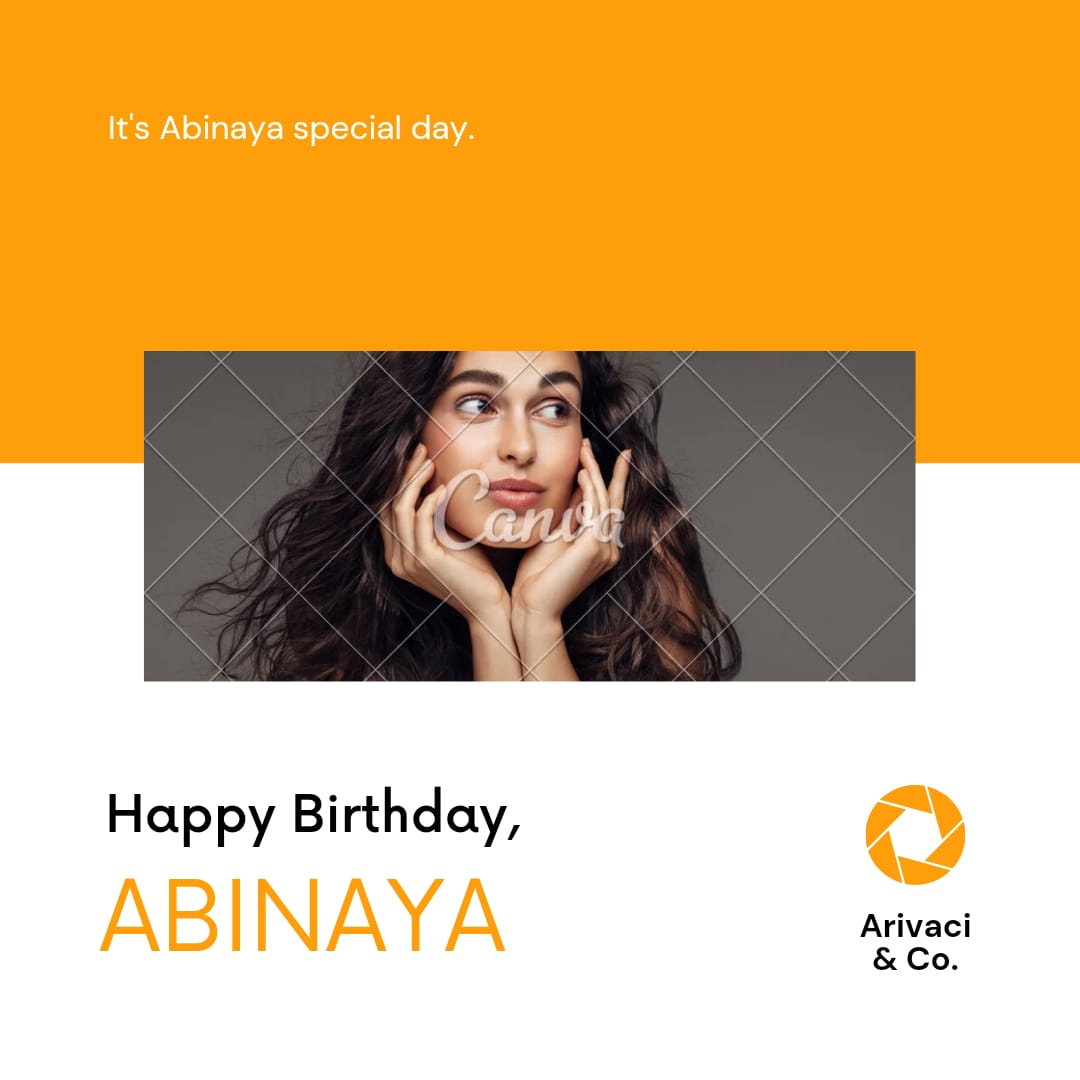 It's Abinaya special day.
Canva
Happy Birthday,
ABINAYA
Arivaci
& Co.